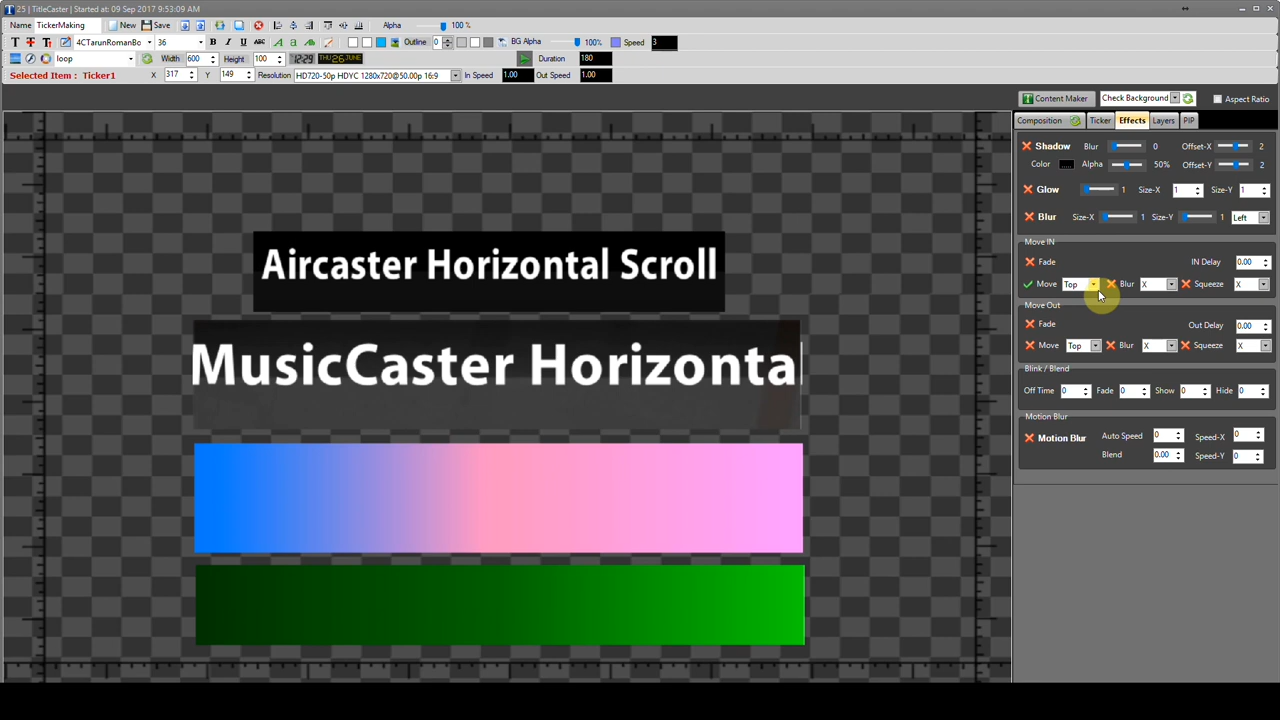 25 | TitleCaster | Started at: 09 Sep 2017 9:53:09 AM
Name TickerMaking New Save Alpha 100 %
4CTarunRomanBo 36 B I U ABC A a a Outline 0 BG Alpha 100% Speed 3
loop Width 600 Height 100 12:29 THU 26 JUNE Duration 180
Selected Item : Ticker1 X 317 Y 149 Resolution HD720-50p HDYC 1280x720@50.00p 16:9 In Speed 1.00 Out Speed 1.00
Content Maker Check Background Aspect Ratio
Composition Ticker Effects Layers PIP
Shadow Blur 0 Offset-X 2
Color Alpha 50% Offset-Y 2
Glow 1 Size-X 1 Size-Y 1
Blur Size-X 1 Size-Y 1 Left
Move IN
Fade IN Delay 0.00
Move Top Blur X Squeeze X
Move Out
Fade Out Delay 0.00
Move Top Blur X Squeeze X
Blink / Blend
Off Time 0 Fade 0 Show 0 Hide 0
Motion Blur
Motion Blur Auto Speed 0 Speed-X 0
Blend 0.00 Speed-Y 0
Aircaster Horizontal Scroll
MusicCaster Horizonta